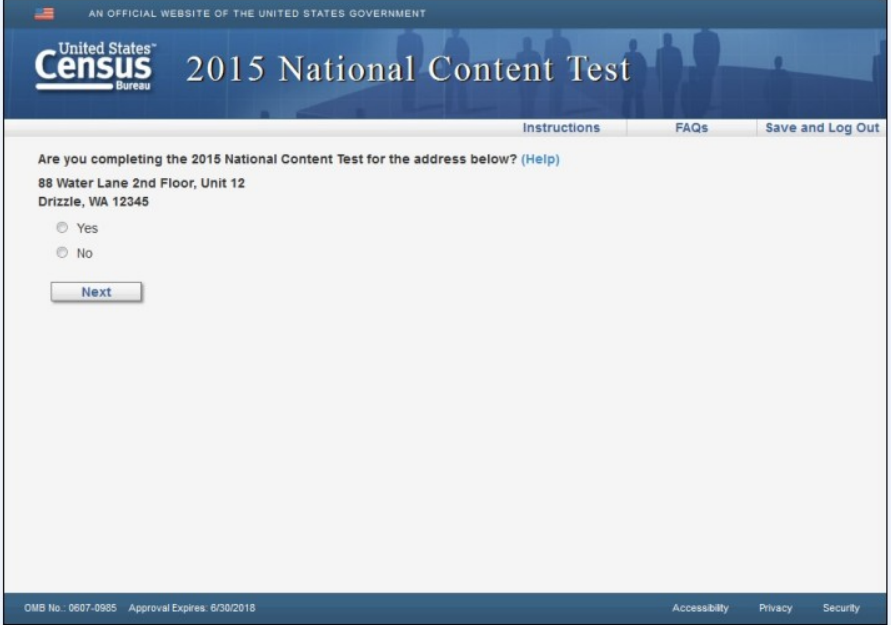 AN OFFICIAL WEBSITE OF THE UNITED STATES GOVERNMENT
United States™
Census
Bureau
2015 National Content Test
Instructions FAQs Save and Log Out
Are you completing the 2015 National Content Test for the address below? (Help)
88 Water Lane 2nd Floor, Unit 12
Drizzle, WA 12345
Yes
No
Next
OMB No.: 0607-0985 Approval Expires: 6/30/2018 Accessibility Privacy Security